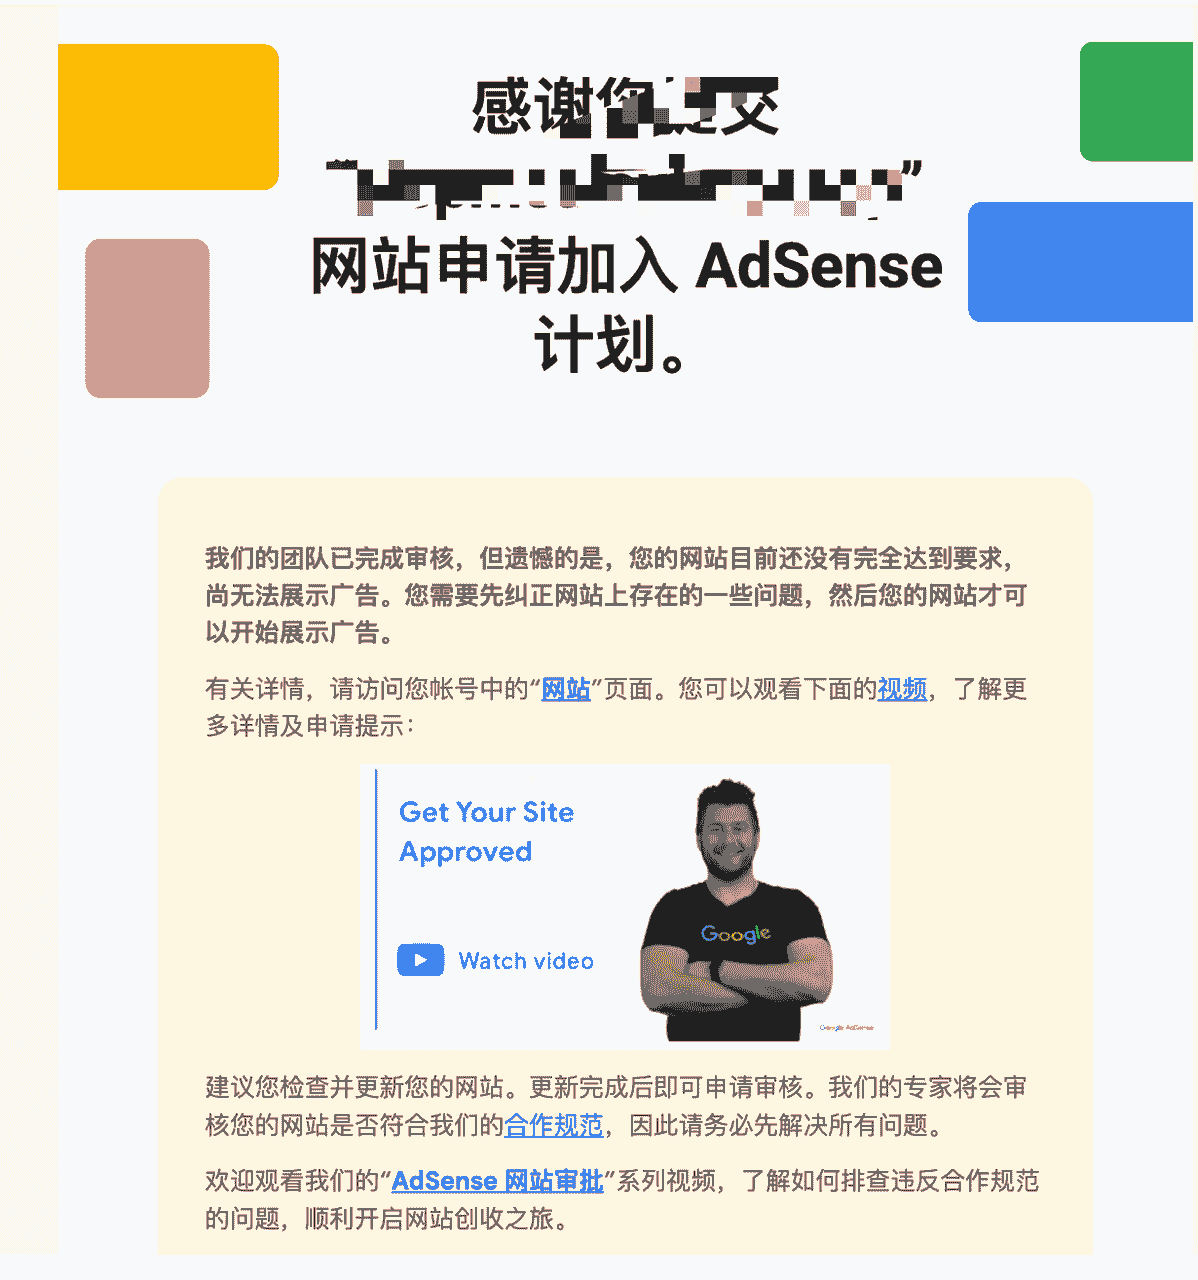 感谢您提交
网站申请加入 AdSense
计划。
我们的团队已完成审核，但遗憾的是，您的网站目前还没有完全达到要求，
尚无法展示广告。您需要先纠正网站上存在的一些问题，然后您的网站才可
以开始展示广告。
有关详情，请访问您帐号中的“网站”页面。您可以观看下面的视频，了解更
多详情及申请提示：
Get Your Site
Approved
Google
Watch video
Google AdSense
建议您检查并更新您的网站。更新完成后即可申请审核。我们的专家将会审
核您的网站是否符合我们的合作规范，因此请务必先解决所有问题。
欢迎观看我们的“AdSense 网站审批”系列视频，了解如何排查违反合作规范
的问题，顺利开启网站创收之旅。